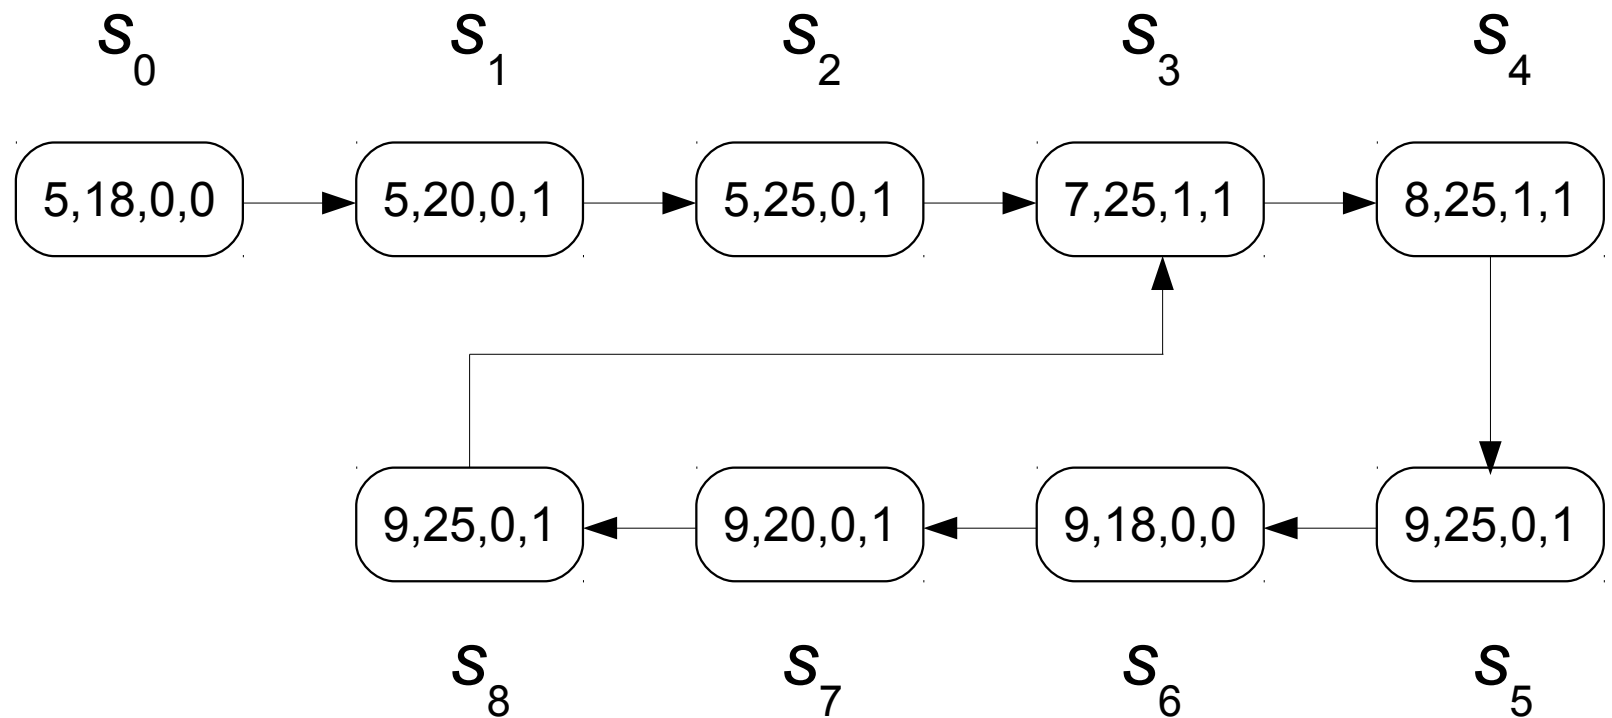 s0 s1 s2 s3 s4
5,18,0,0 5,20,0,1 5,25,0,1 7,25,1,1 8,25,1,1
9,25,0,1 9,20,0,1 9,18,0,0 9,25,0,1
s8 s7 s6 s5